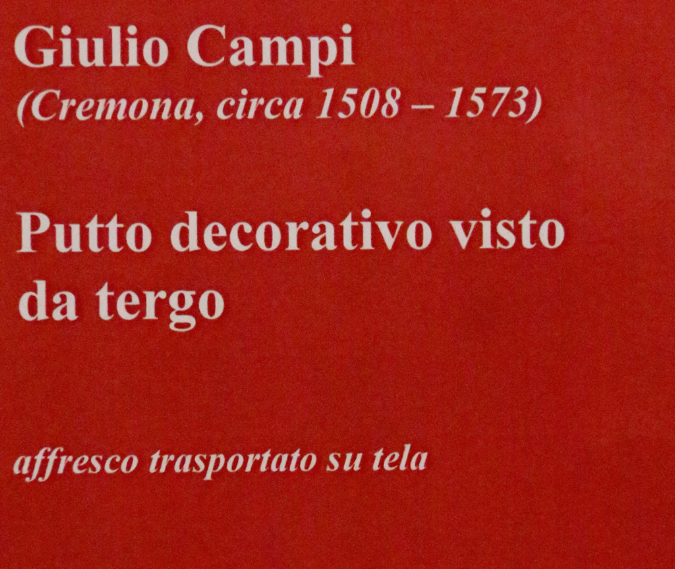 Giulio Campi
(Cremona, circa 1508 – 1573)
Putto decorativo visto
da tergo
affresco trasportato su tela